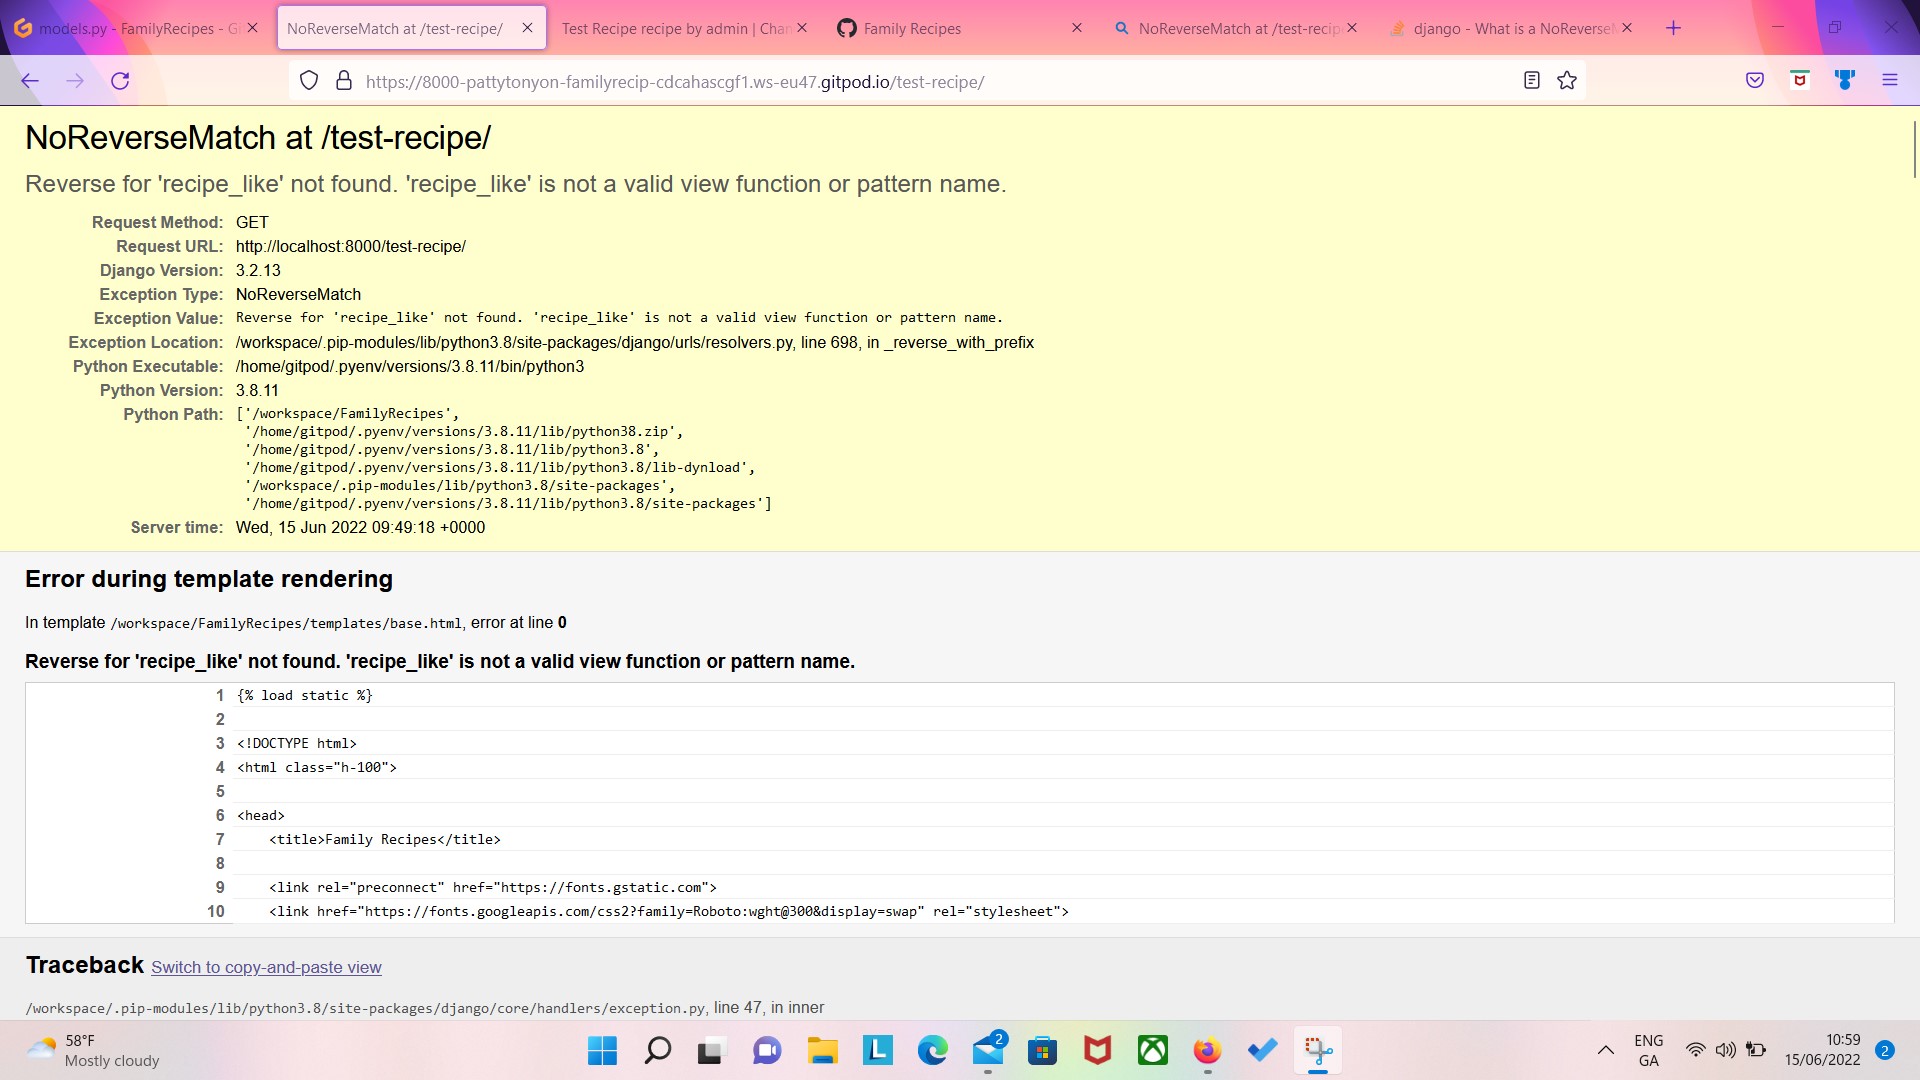 models.py - FamilyRecipes - Gi
NoReverseMatch at /test-recipe/
Test Recipe recipe by admin | Chan
Family Recipes
NoReverseMatch at /test-recip
django - What is a NoReverseM
https://8000-pattytonyon-familyrecip-cdcahascgf1.ws-eu47.gitpod.io/test-recipe/
NoReverseMatch at /test-recipe/
Reverse for 'recipe_like' not found. 'recipe_like' is not a valid view function or pattern name.
Request Method: GET
Request URL: http://localhost:8000/test-recipe/
Django Version: 3.2.13
Exception Type: NoReverseMatch
Exception Value: Reverse for 'recipe_like' not found. 'recipe_like' is not a valid view function or pattern name.
Exception Location: /workspace/.pip-modules/lib/python3.8/site-packages/django/urls/resolvers.py, line 698, in _reverse_with_prefix
Python Executable: /home/gitpod/.pyenv/versions/3.8.11/bin/python3
Python Version: 3.8.11
Python Path: ['/workspace/FamilyRecipes',
'/home/gitpod/.pyenv/versions/3.8.11/lib/python38.zip',
'/home/gitpod/.pyenv/versions/3.8.11/lib/python3.8',
'/home/gitpod/.pyenv/versions/3.8.11/lib/python3.8/lib-dynload',
'/workspace/.pip-modules/lib/python3.8/site-packages',
'/home/gitpod/.pyenv/versions/3.8.11/lib/python3.8/site-packages']
Server time: Wed, 15 Jun 2022 09:49:18 +0000
Error during template rendering
In template /workspace/FamilyRecipes/templates/base.html, error at line 0
Reverse for 'recipe_like' not found. 'recipe_like' is not a valid view function or pattern name.
1 {% load static %}
2
3 <!DOCTYPE html>
4 <html class="h-100">
5
6 <head>
7 <title>Family Recipes</title>
8
9 <link rel="preconnect" href="https://fonts.gstatic.com">
10 <link href="https://fonts.googleapis.com/css2?family=Roboto:wght@300&display=swap" rel="stylesheet">
Traceback Switch to copy-and-paste view
/workspace/.pip-modules/lib/python3.8/site-packages/django/core/handlers/exception.py, line 47, in inner
58°F
Mostly cloudy
L
2
ENG
GA
10:59
15/06/2022
2